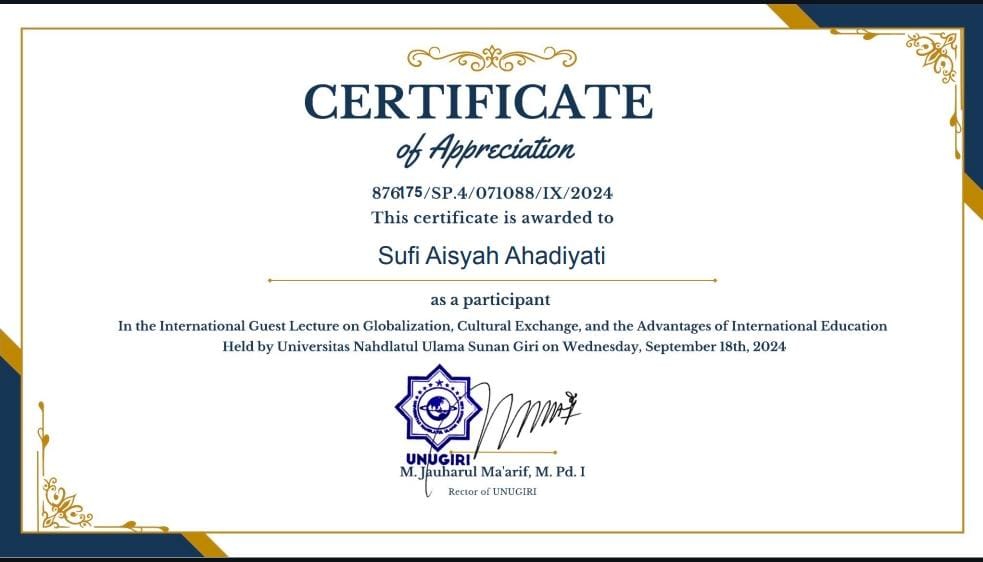 CERTIFICATE
of Appreciation
876175/SP.4/071088/IX/2024
This certificate is awarded to
Sufi Aisyah Ahadiyati
as a participant
In the International Guest Lecture on Globalization, Cultural Exchange, and the Advantages of International Education
Held by Universitas Nahdlatul Ulama Sunan Giri on Wednesday, September 18th, 2024
UNUGIRI
M. Jauharul Ma'arif, M. Pd. I
Rector of UNUGIRI